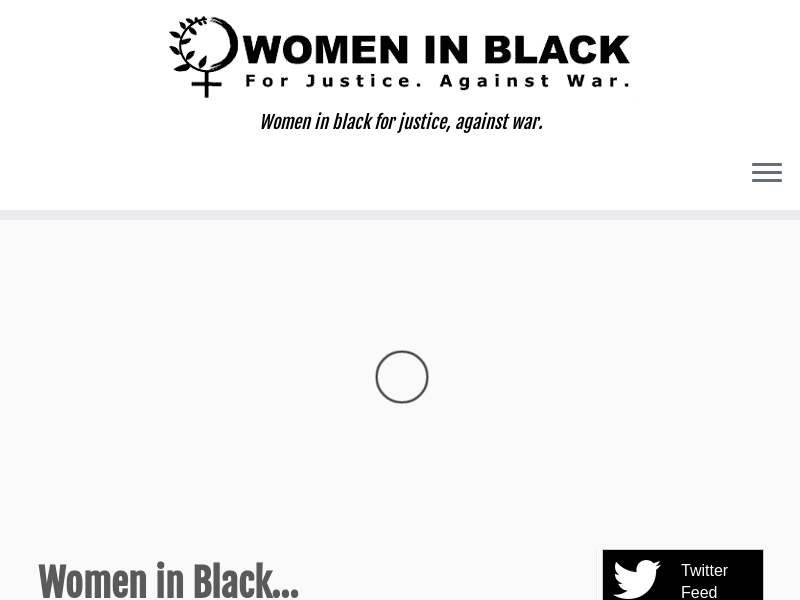 WOMEN IN BLACK
For Justice. Against War.
Women in black for justice, against war.
Women in Black...
Twitter
Feed